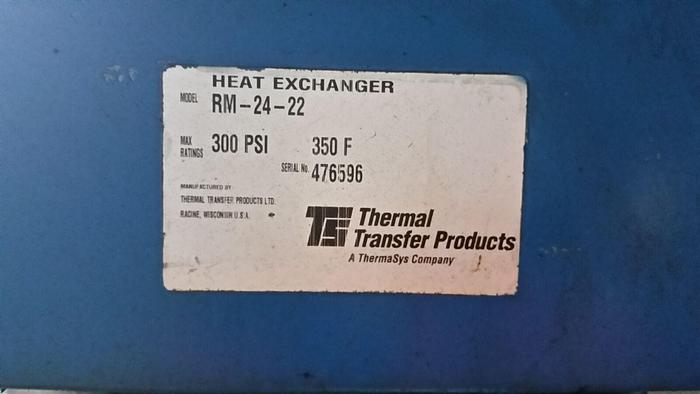 HEAT EXCHANGER
MODEL RM-24-22
MAX RATINGS 300 PSI 350 F
SERIAL No. 476596
MANUFACTURED BY:
THERMAL TRANSFER PRODUCTS LTD.
RACINE, WISCONSIN U.S.A.
Thermal
Transfer Products
A ThermaSys Company